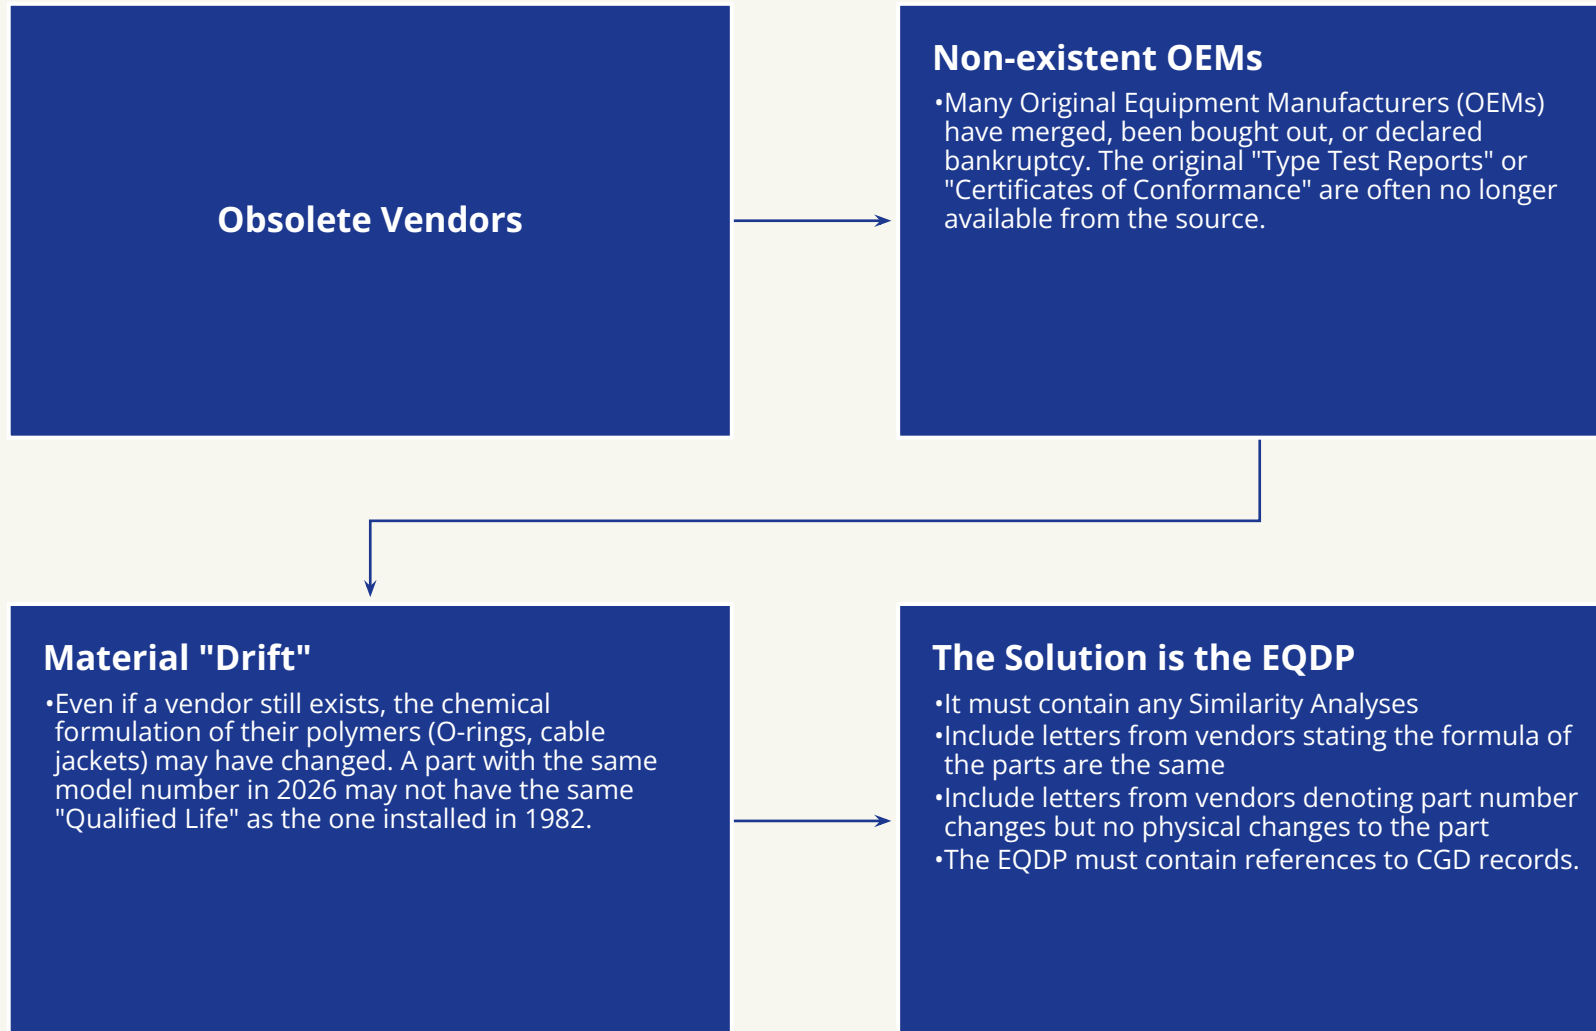 Obsolete Vendors
Non-existent OEMs
•Many Original Equipment Manufacturers (OEMs)
have merged, been bought out, or declared
bankruptcy. The original "Type Test Reports" or
"Certificates of Conformance" are often no longer
available from the source.
Material "Drift"
•Even if a vendor still exists, the chemical
formulation of their polymers (O-rings, cable
jackets) may have changed. A part with the same
model number in 2026 may not have the same
"Qualified Life" as the one installed in 1982.
The Solution is the EQDP
•It must contain any Similarity Analyses
•Include letters from vendors stating the formula of
the parts are the same
•Include letters from vendors denoting part number
changes but no physical changes to the part
•The EQDP must contain references to CGD records.